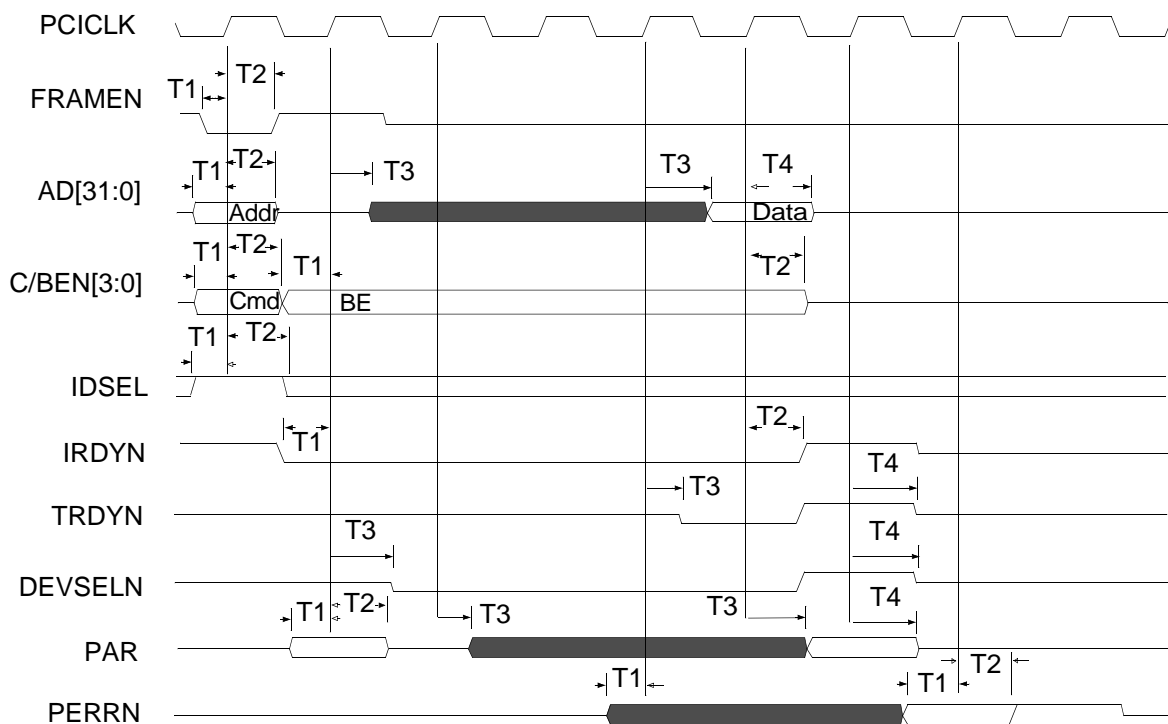 PCICLK
T1 T2
FRAMEN
T1 T2 T3 T3 T4
AD[31:0]
Addr Data
T1 T2 T1 T2
C/BEN[3:0]
Cmd BE
T1 T2
IDSEL
T1 T2
IRDYN
T3 T4
TRDYN
T3 T4
DEVSELN
T1 T2 T3 T3 T4
PAR
T1 T1 T2
PERRN